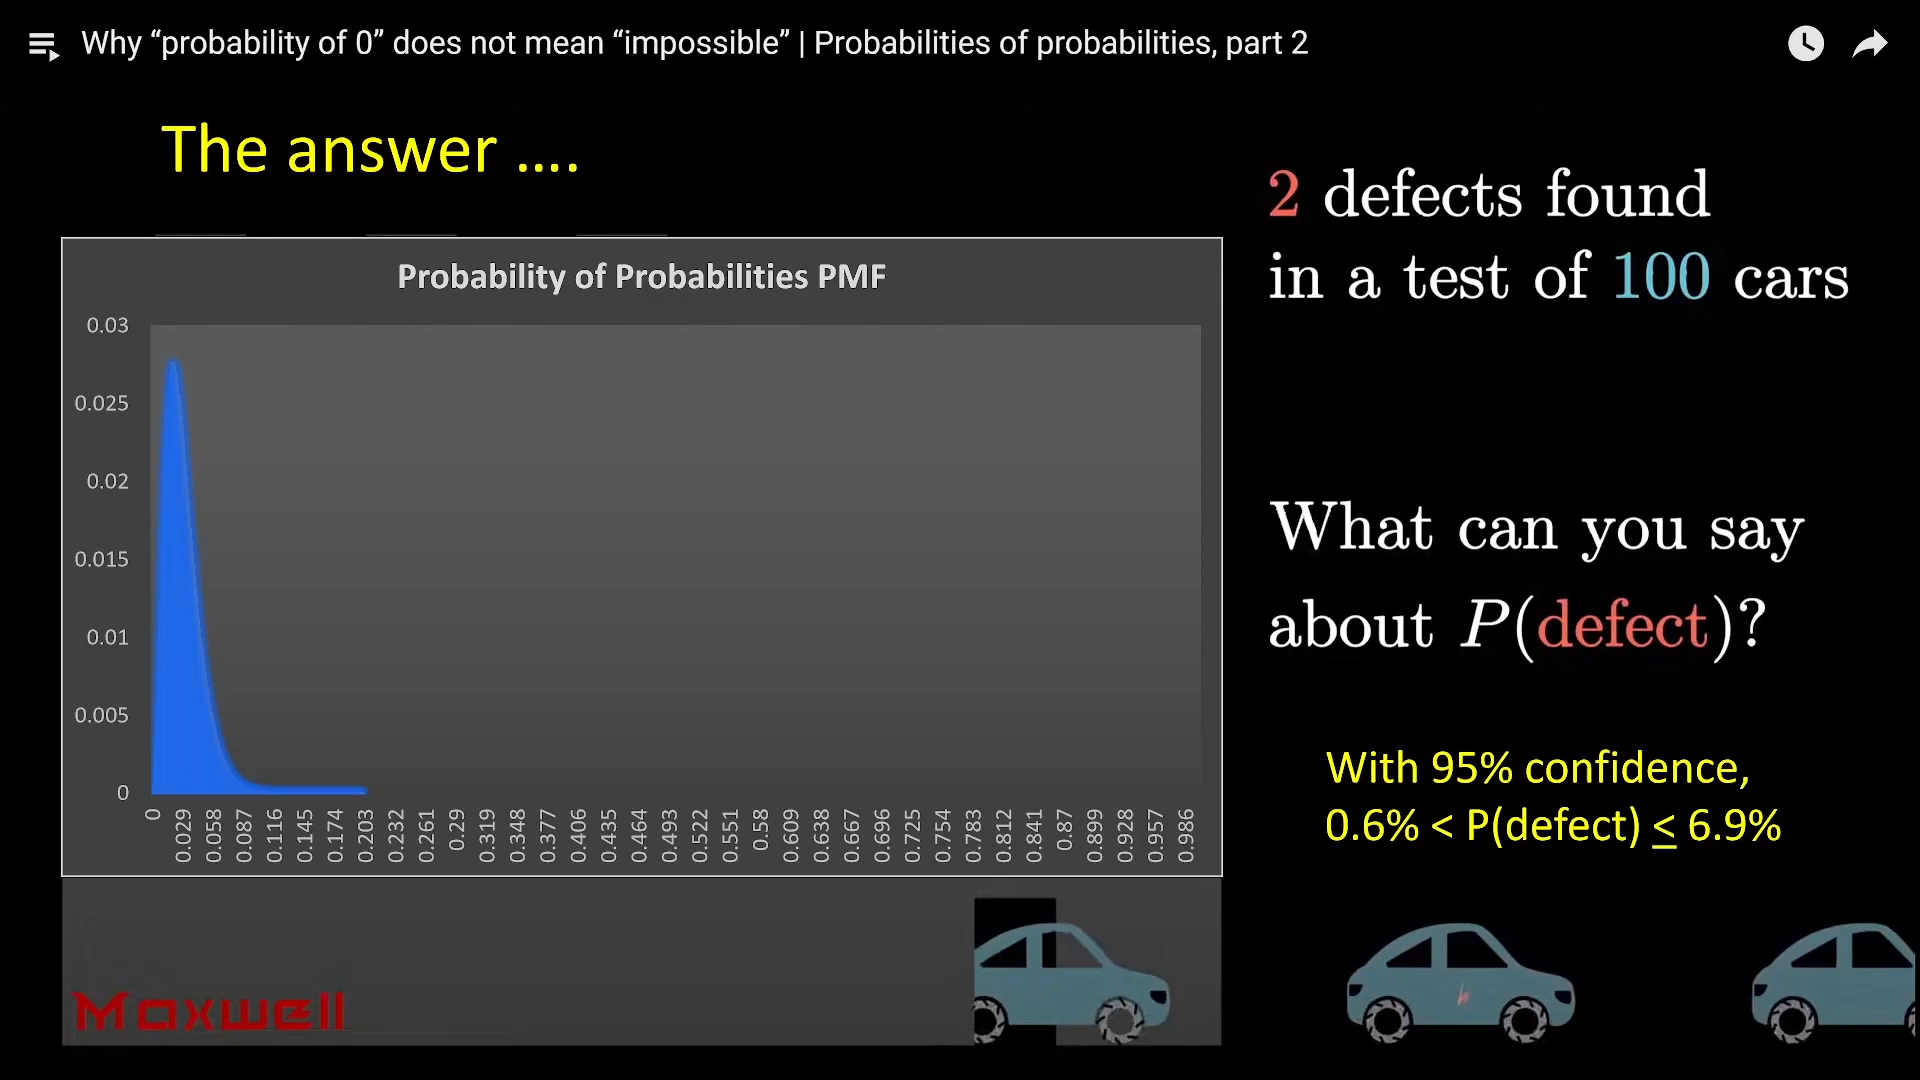 Why “probability of 0” does not mean “impossible” | Probabilities of probabilities, part 2
The answer ....
2 defects found
in a test of 100 cars
Probability of Probabilities PMF
0.03
0.025
0.02
0.015
0.01
0.005
0
0 0.029 0.058 0.087 0.116 0.145 0.174 0.203 0.232 0.261 0.29 0.319 0.348 0.377 0.406 0.435 0.464 0.493 0.522 0.551 0.58 0.609 0.638 0.667 0.696 0.725 0.754 0.783 0.812 0.841 0.87 0.899 0.928 0.957 0.986
What can you say
about P(defect)?
With 95% confidence,
0.6% < P(defect) ≤ 6.9%
Maxwell